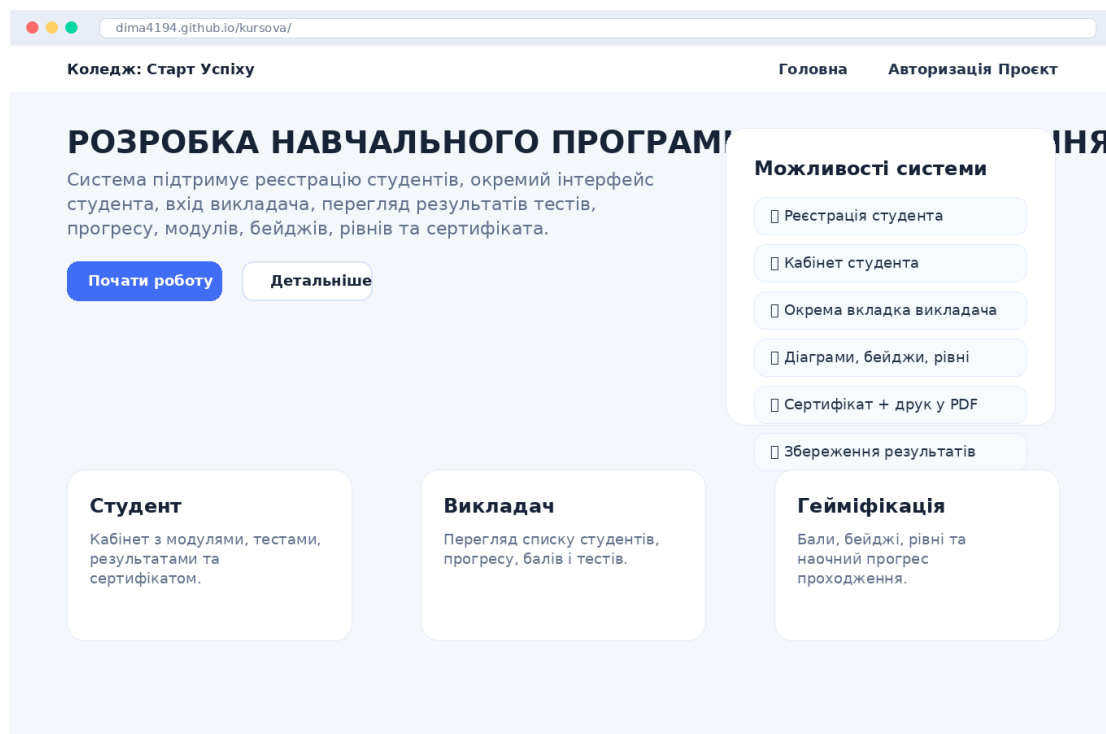 dima4194.github.io/kursova/
Коледж: Старт Успіху
Головна
Авторизація Проєкт
РОЗРОБКА НАВЧАЛЬНОГО
Система підтримує реєстрацію студентів, окремий інтерфейс
студента, вхід викладача, перегляд результатів тестів,
прогресу, модулів, бейджів, рівнів та сертифіката.
Почати роботу
Детальніше
Можливості системи
Реєстрація студента
Кабінет студента
Окрема вкладка викладача
Діаграми, бейджи, рівні
Сертифікат + друк у PDF
Збереження результатів
Студент
Кабінет з модулями, тестами,
результатами та
сертифікатом.
Викладач
Перегляд списку студентів,
прогресу, балів і тестів.
Гейміфікація
Бали, бейджі, рівні та
наочний прогрес
проходження.